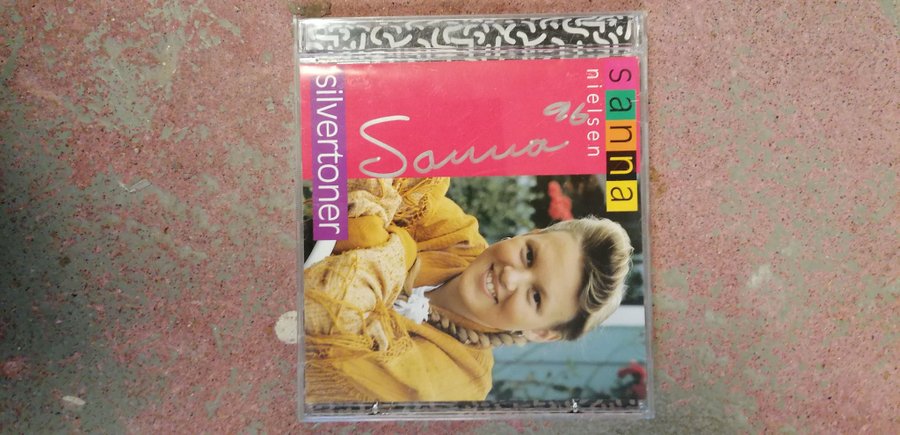 sanna
nielsen
Sanna 96
silvertoner